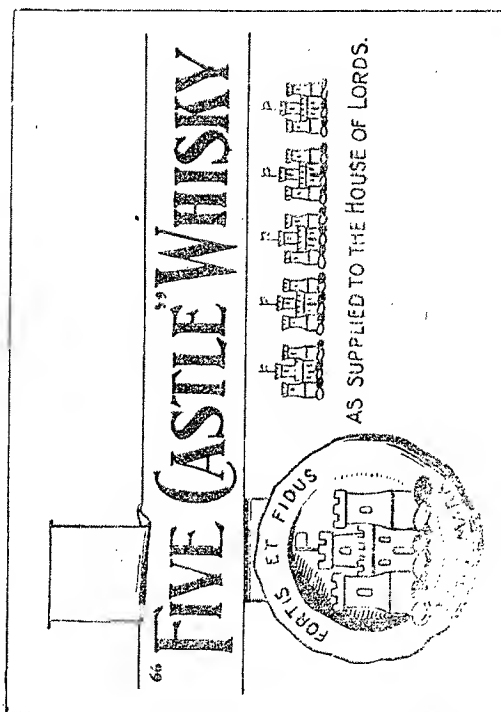 "FIVE CASTLE" WHISKY
AS SUPPLIED TO THE HOUSE OF LORDS.
FORTIS ET FIDUS